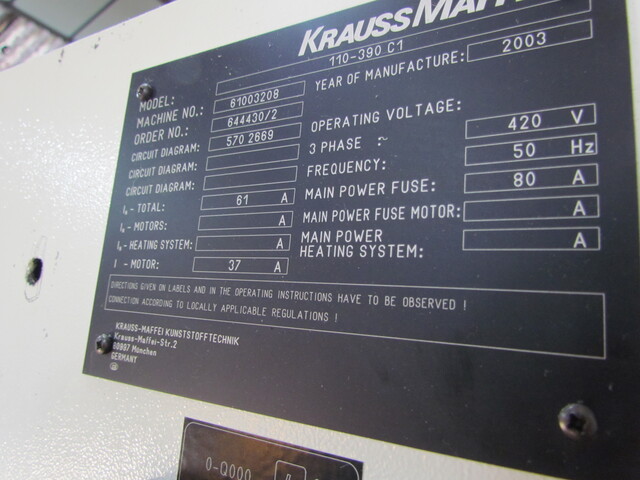 KRAUSSMAFFEI
MODEL: 110-390 C1
MACHINE NO.: 61003208 YEAR OF MANUFACTURE: 2003
ORDER NO.: 644430/2
CIRCUIT DIAGRAM: 570 2669 OPERATING VOLTAGE: 420 V
CIRCUIT DIAGRAM: 3 PHASE ~
CIRCUIT DIAGRAM: FREQUENCY: 50 Hz
IN - TOTAL: 61 A MAIN POWER FUSE: 80 A
IN - MOTORS: A MAIN POWER FUSE MOTOR: A
IN - HEATING SYSTEM: A MAIN POWER
HEATING SYSTEM: A
I - MOTOR: 37 A
DIRECTIONS GIVEN ON LABELS AND IN THE OPERATING INSTRUCTIONS HAVE TO BE OBSERVED !
CONNECTION ACCORDING TO LOCALLY APPLICABLE REGULATIONS !
KRAUSS-MAFFEI KUNSTSTOFFTECHNIK
Krauss-Maffei-Str.2
80997 München
GERMANY
0-Q000